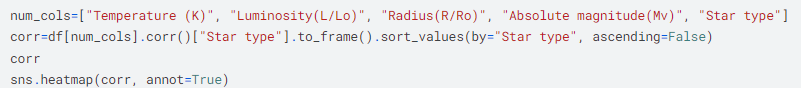 num_cols=["Temperature (K)", "Luminosity(L/Lo)", "Radius(R/Ro)", "Absolute magnitude(Mv)", "Star type"]
corr=df[num_cols].corr()["Star type"].to_frame().sort_values(by="Star type", ascending=False)
corr
sns.heatmap(corr, annot=True)